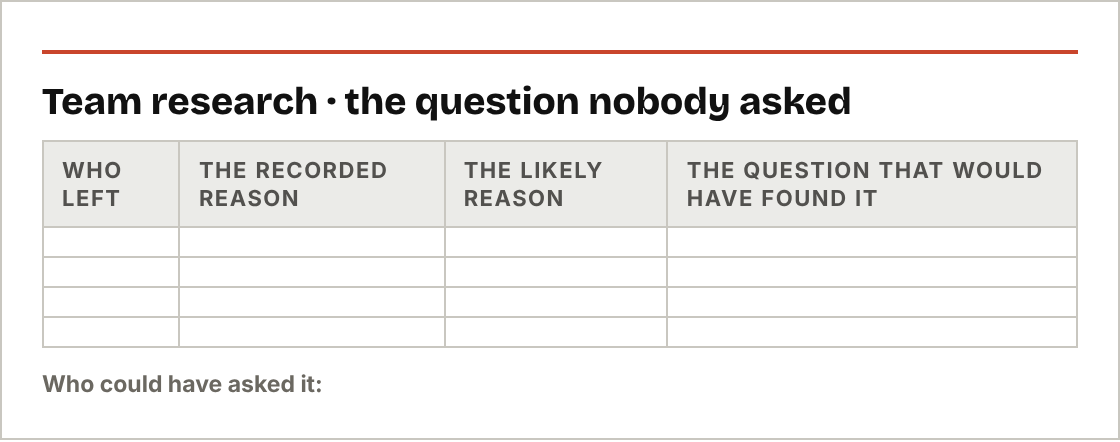 Team research · the question nobody asked
WHO LEFT
THE RECORDED REASON
THE LIKELY REASON
THE QUESTION THAT WOULD HAVE FOUND IT
Who could have asked it: